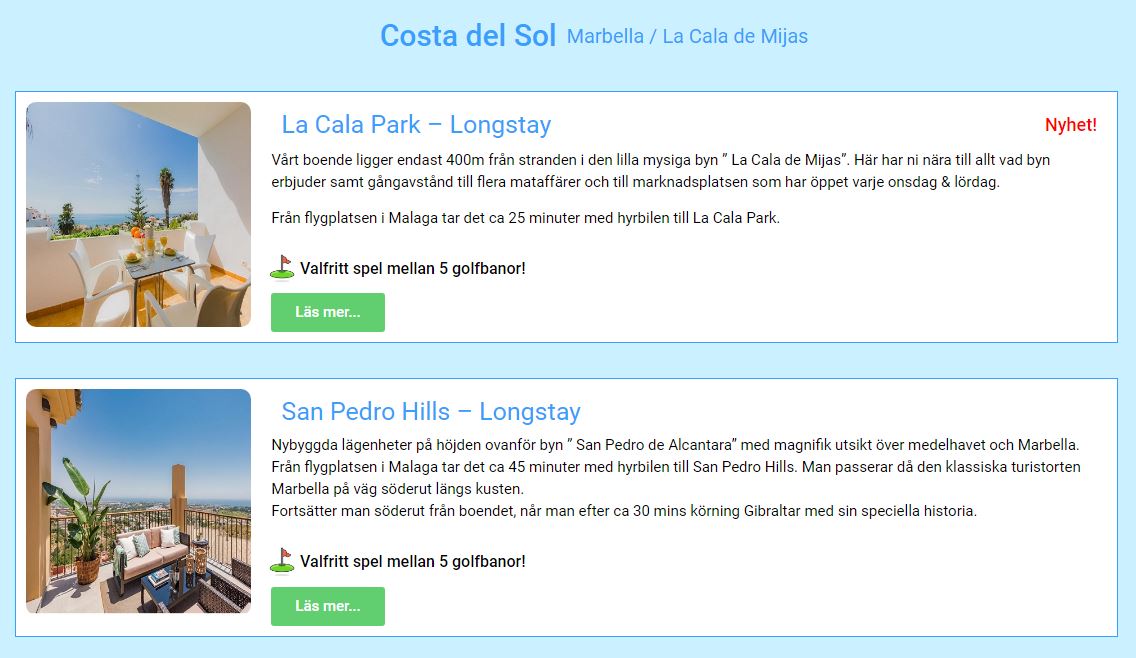 Costa del Sol Marbella / La Cala de Mijas
La Cala Park – Longstay
Nyhet!
Vårt boende ligger endast 400m från stranden i den lilla mysiga byn ” La Cala de Mijas”. Här har ni nära till allt vad byn
erbjuder samt gångavstånd till flera mataffärer och till marknadsplatsen som har öppet varje onsdag & lördag.
Från flygplatsen i Malaga tar det ca 25 minuter med hyrbilen till La Cala Park.
Valfritt spel mellan 5 golfbanor!
Läs mer...
San Pedro Hills – Longstay
Nybyggda lägenheter på höjden ovanför byn ” San Pedro de Alcantara” med magnifik utsikt över medelhavet och Marbella.
Från flygplatsen i Malaga tar det ca 45 minuter med hyrbilen till San Pedro Hills. Man passerar då den klassiska turistorten
Marbella på väg söderut längs kusten.
Fortsätter man söderut från boendet, når man efter ca 30 mins körning Gibraltar med sin speciella historia.
Valfritt spel mellan 5 golfbanor!
Läs mer...